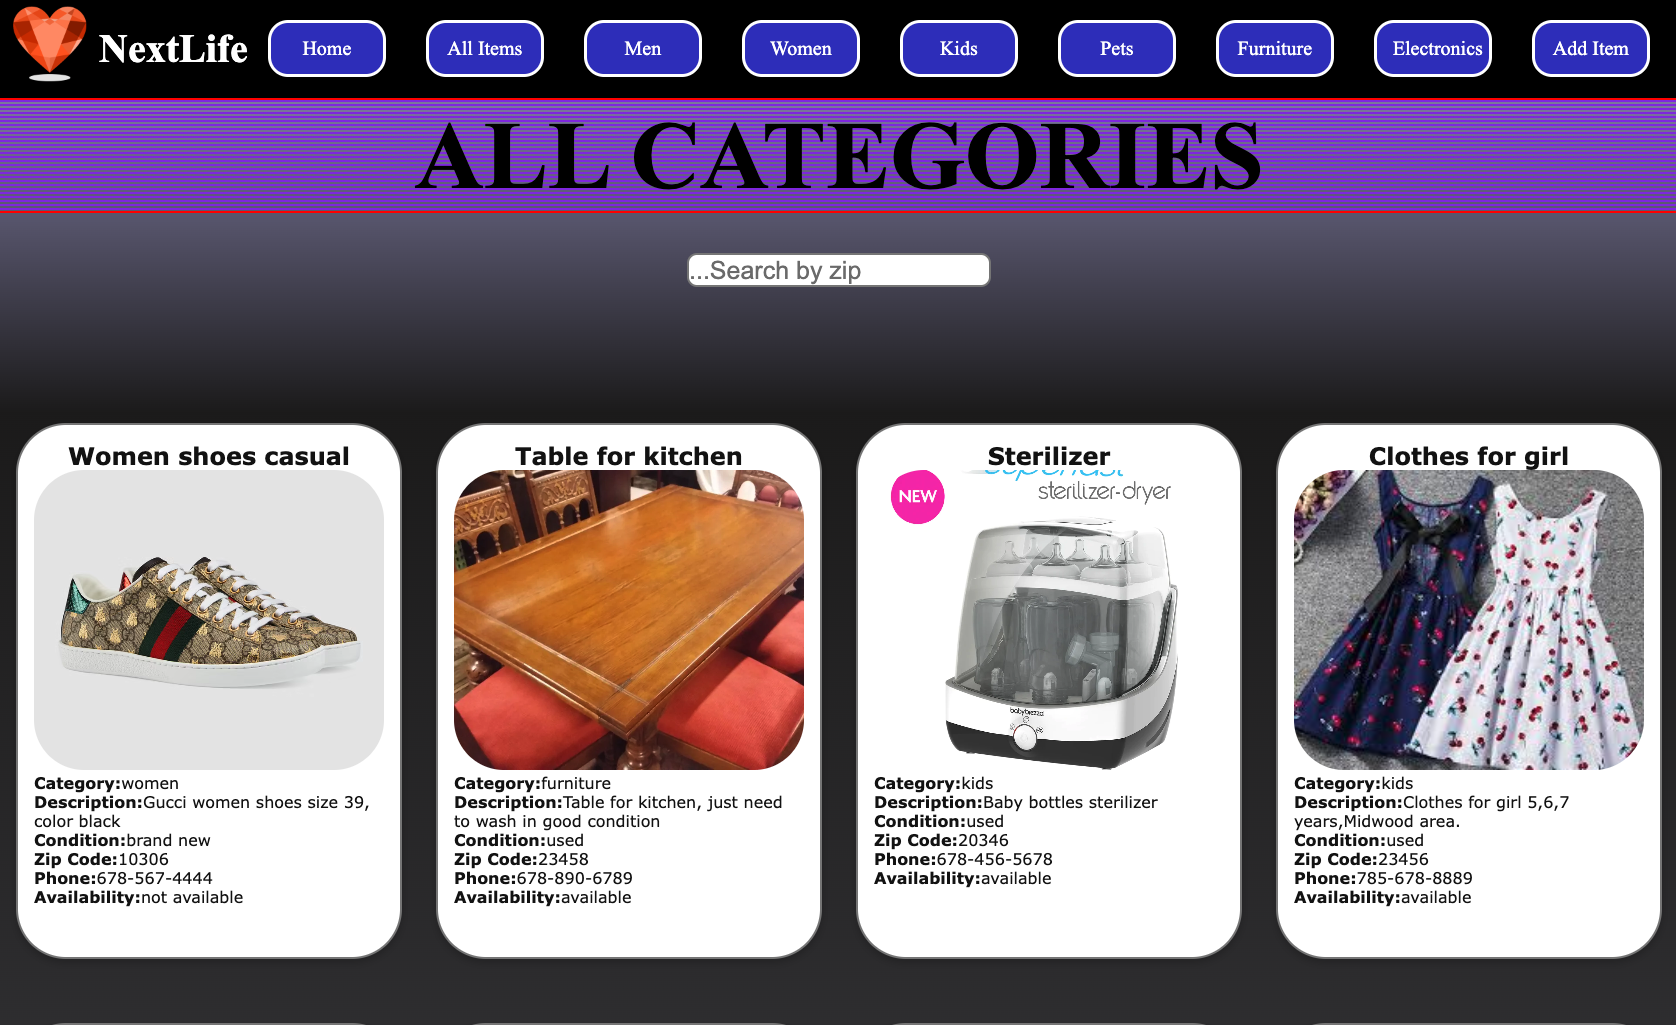 NextLife
Home
All Items
Men
Women
Kids
Pets
Furniture
Electronics
Add Item
ALL CATEGORIES
...Search by zip
Women shoes casual
Category:women
Description:Gucci women shoes size 39,
color black
Condition:brand new
Zip Code:10306
Phone:678-567-4444
Availability:not available
Table for kitchen
Category:furniture
Description:Table for kitchen, just need
to wash in good condition
Condition:used
Zip Code:23458
Phone:678-890-6789
Availability:available
Sterilizer
NEW
superfast
sterilizer-dryer
babybrezza
Category:kids
Description:Baby bottles sterilizer
Condition:used
Zip Code:20346
Phone:678-456-5678
Availability:available
Clothes for girl
Category:kids
Description:Clothes for girl 5,6,7
years,Midwood area.
Condition:used
Zip Code:23456
Phone:785-678-8889
Availability:available